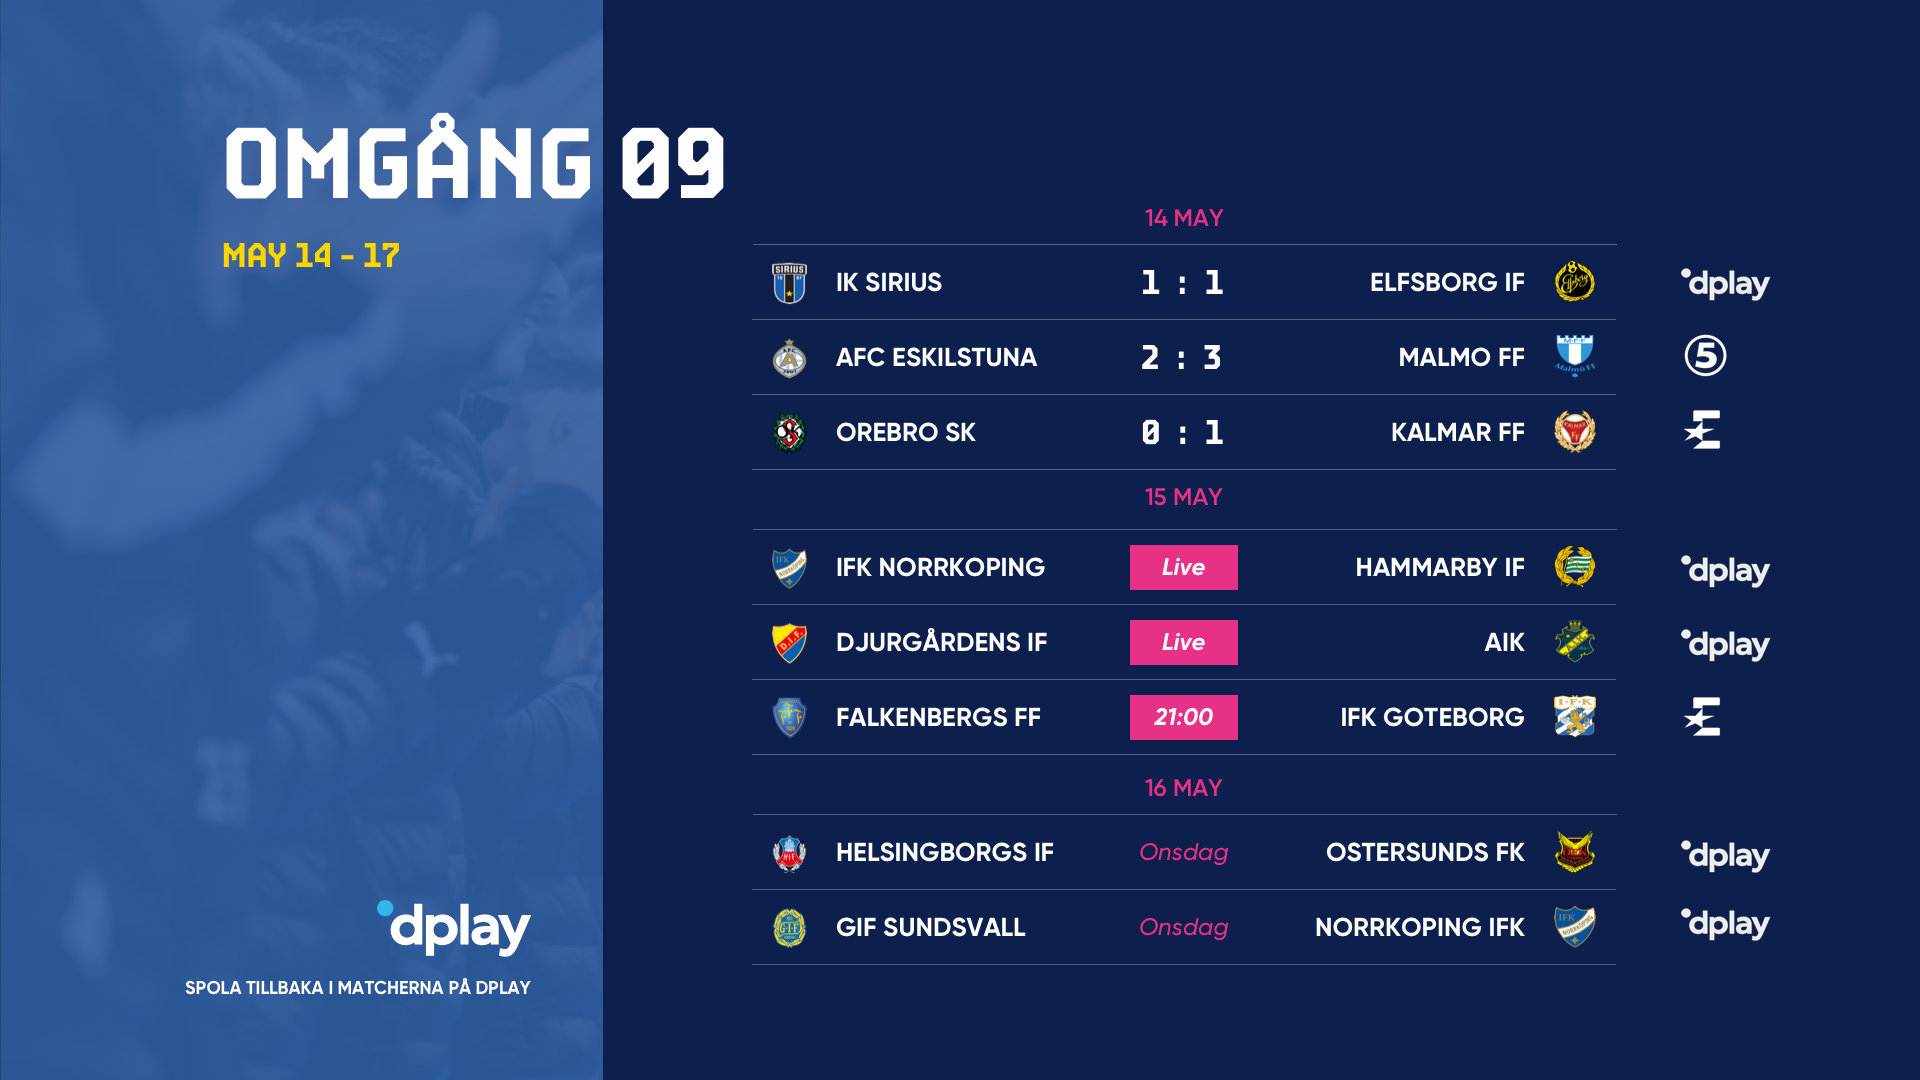 OMGÅNG 09
MAY 14 - 17
14 MAY
IK SIRIUS 1 : 1 ELFSBORG IF dplay
AFC ESKILSTUNA 2 : 3 MALMO FF 5
OREBRO SK 0 : 1 KALMAR FF
15 MAY
IFK NORRKOPING Live HAMMARBY IF dplay
DJURGÅRDENS IF Live AIK dplay
FALKENBERGS FF 21:00 IFK GOTEBORG
16 MAY
HELSINGBORGS IF Onsdag OSTERSUNDS FK dplay
GIF SUNDSVALL Onsdag NORRKOPING IFK dplay
dplay
SPOLA TILLBAKA I MATCHERNA PÅ DPLAY